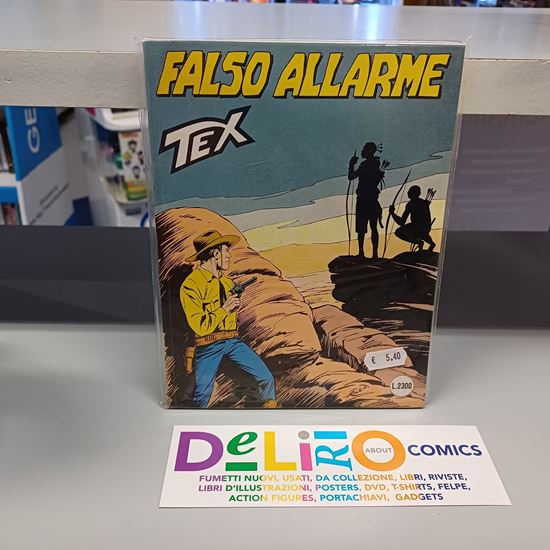 FALSO ALLARME
TEX
€ 5,40
L.2300
GE
DeLiRiO ABOUT COMICS
FUMETTI NUOVI, USATI, DA COLLEZIONE, LIBRI, RIVISTE,
LIBRI D'ILLUSTRAZIONI, POSTERS, DVD, T-SHIRTS, FELPE,
ACTION FIGURES, PORTACHIAVI, GADGETS